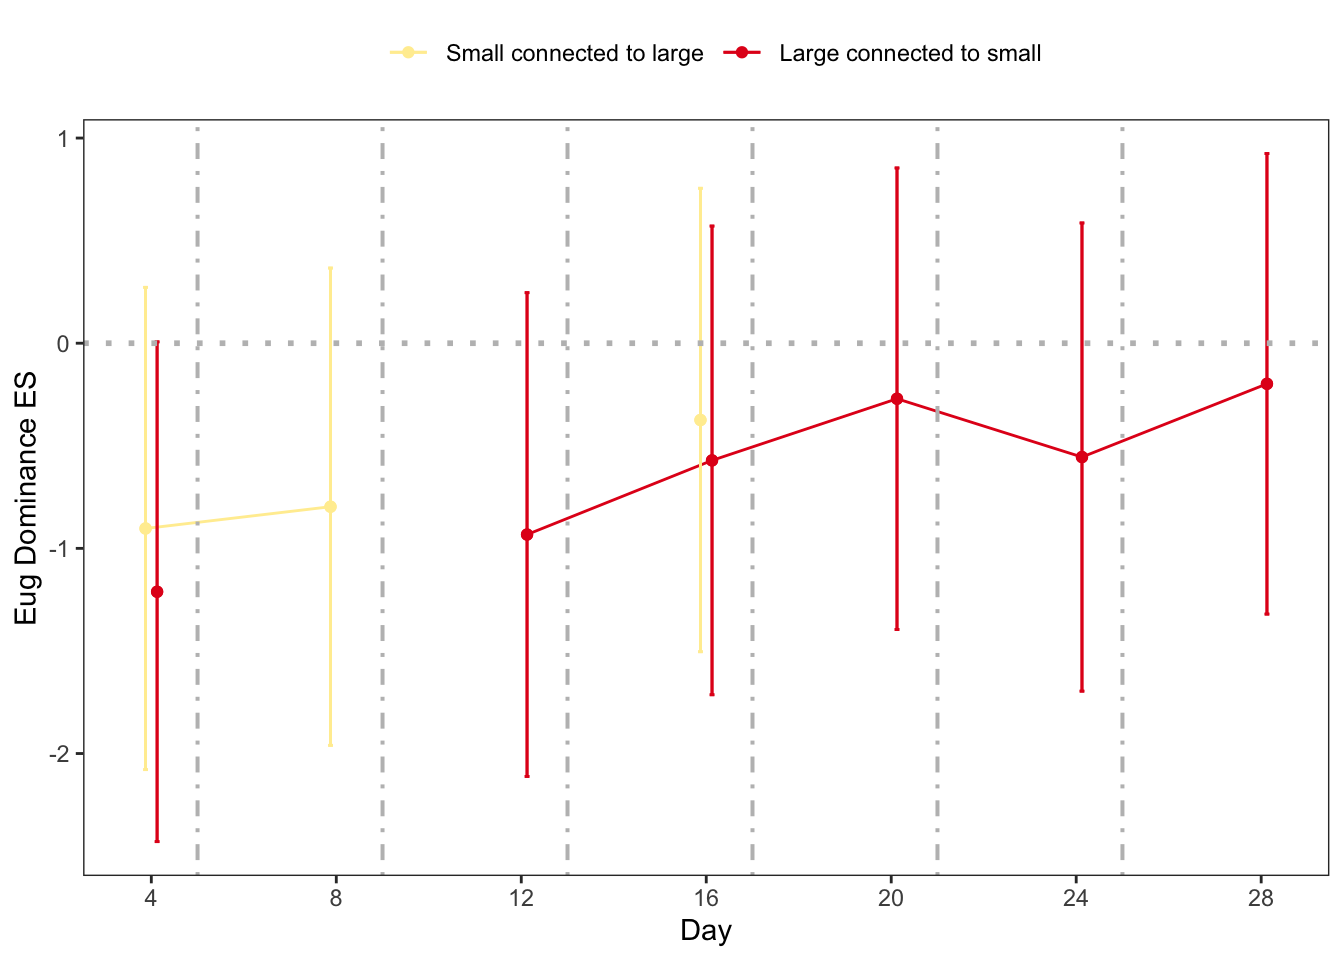 Small connected to large Large connected to small
1
0
-1
-2
Eug Dominance ES
4 8 12 16 20 24 28
Day